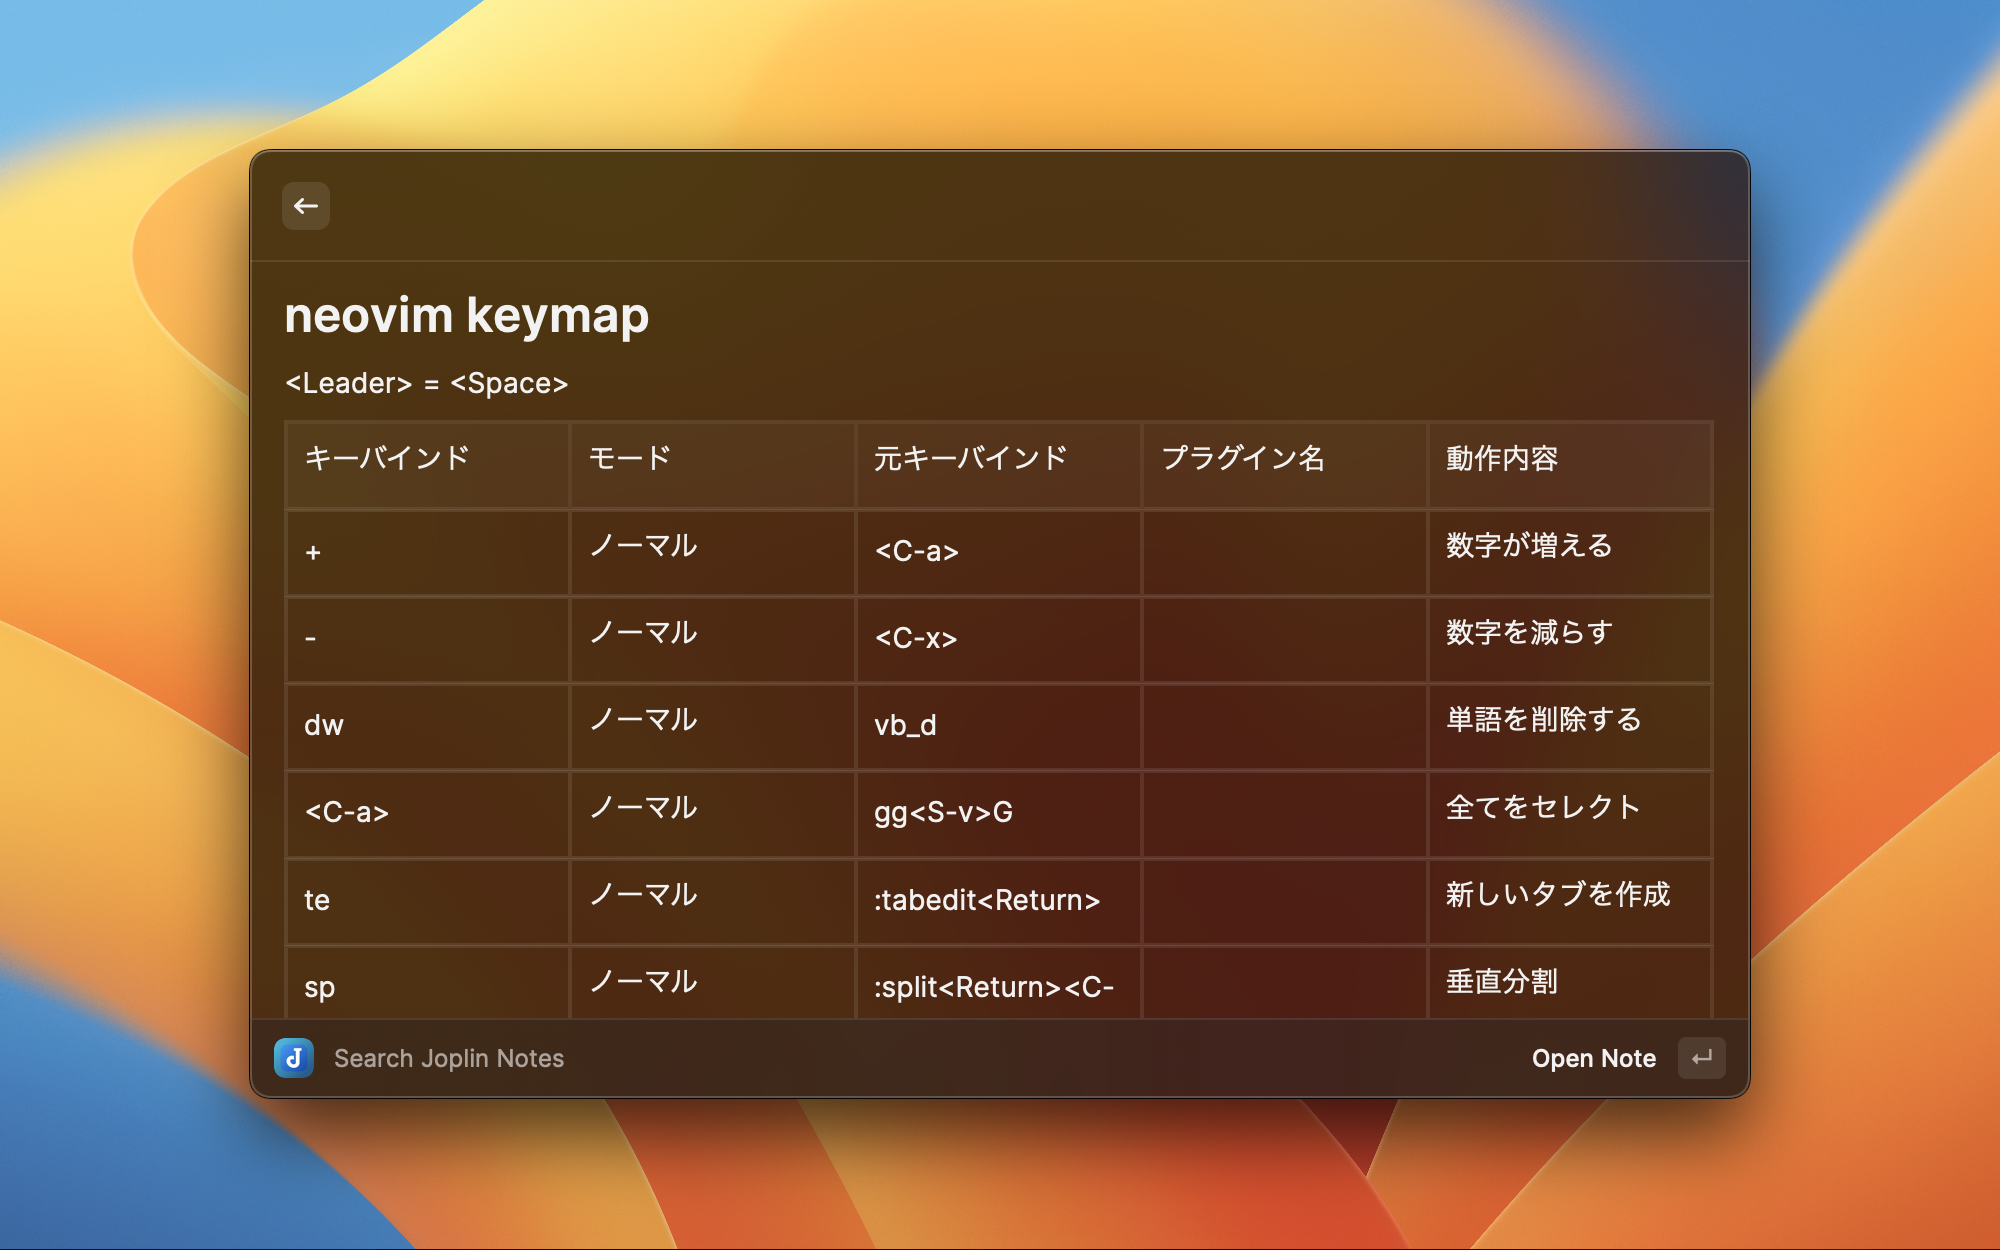 neovim keymap
<Leader> = <Space>
キーバインド モード 元キーバインド プラグイン名 動作内容
+ ノーマル <C-a> 数字が増える
- ノーマル <C-x> 数字を減らす
dw ノーマル vb_d 単語を削除する
<C-a> ノーマル gg<S-v>G 全てをセレクト
te ノーマル :tabedit<Return> 新しいタブを作成
sp ノーマル :split<Return><C- 垂直分割
Search Joplin Notes Open Note